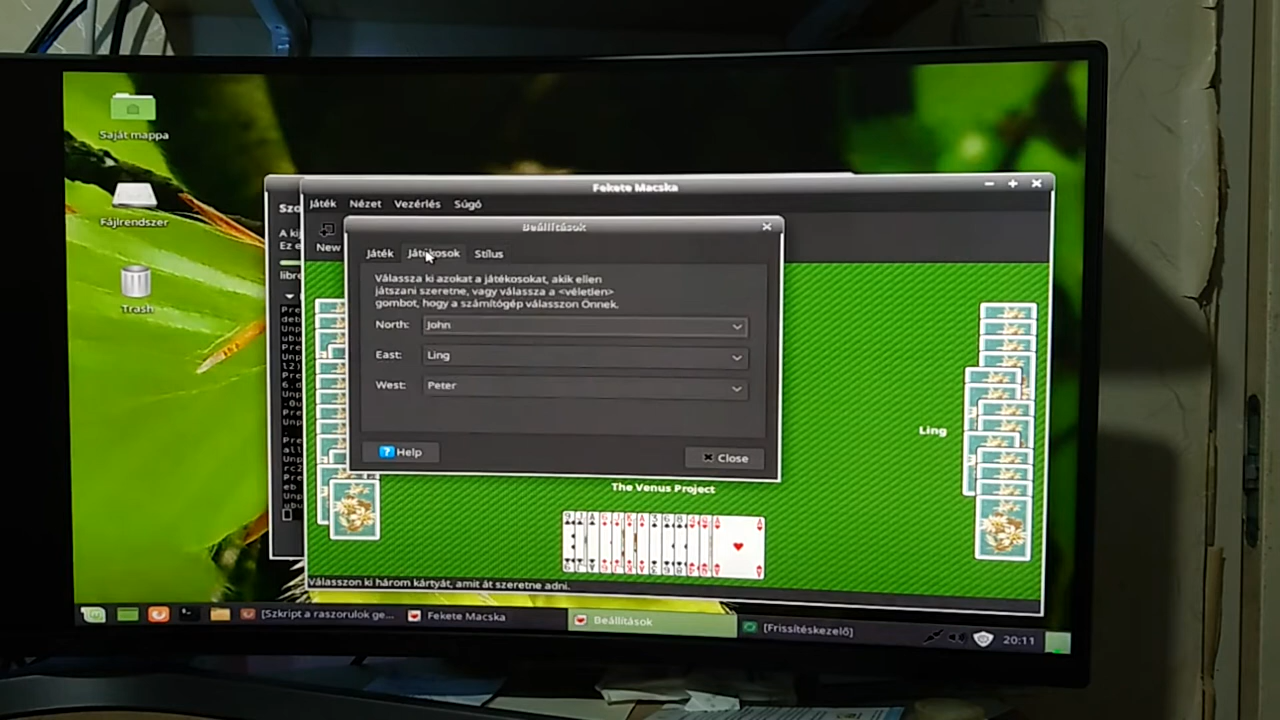 Saját mappa
Fájlrendszer
Trash
Fekete Macska
Játék Nézet Vezérlés Súgó
New
Beállítások
Játék Játékosok Stílus
Válassza ki azokat a játékosokat, akik ellen
játszani szeretne, vagy válassza a <véletlen>
gombot, hogy a számítógép válasszon Önnek.
North: John
East: Ling
West: Peter
Help
Close
Ling
The Venus Project
Válasszon ki három kártyát, amit át szeretne adni.
[Szkript a raszorulok ge...
Fekete Macska
Beállítások
[Frissítéskezelő]
20:11